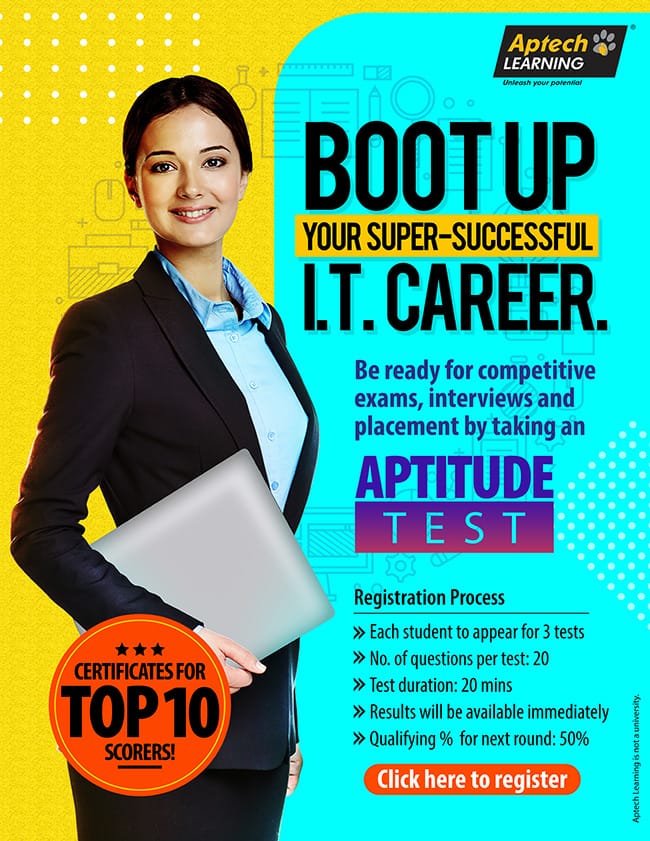 Aptech
LEARNING
®
Unleash your potential
BOOT UP
YOUR SUPER-SUCCESSFUL
I.T. CAREER.
Be ready for competitive
exams, interviews and
placement by taking an
APTITUDE
TEST
Registration Process
» Each student to appear for 3 tests
» No. of questions per test: 20
» Test duration: 20 mins
» Results will be available immediately
» Qualifying % for next round: 50%
Click here to register
CERTIFICATES FOR
TOP 10
SCORERS!
Aptech Learning is not a university.